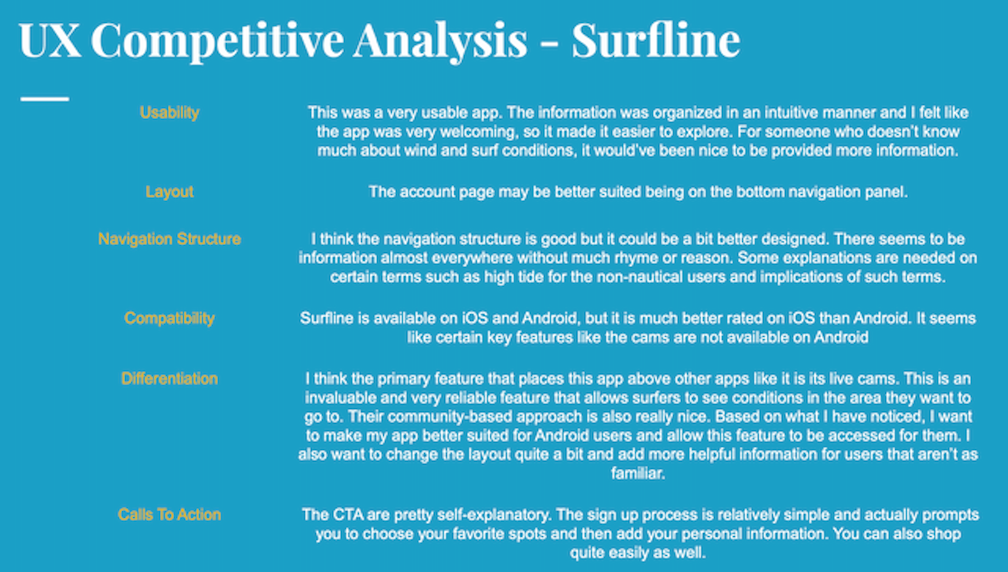 UX Competitive Analysis - Surfline
Usability
This was a very usable app. The information was organized in an intuitive manner and I felt like
the app was very welcoming, so it made it easier to explore. For someone who doesn't know
much about wind and surf conditions, it would've been nice to be provided more information.
Layout
The account page may be better suited being on the bottom navigation panel.
Navigation Structure
I think the navigation structure is good but it could be a bit better designed. There seems to be
information almost everywhere without much rhyme or reason. Some explanations are needed on
certain terms such as high tide for the non-nautical users and implications of such terms.
Compatibility
Surfline is available on iOS and Android, but it is much better rated on iOS than Android. It seems
like certain key features like the cams are not available on Android
Differentiation
I think the primary feature that places this app above other apps like it is its live cams. This is an
invaluable and very reliable feature that allows surfers to see conditions in the area they want to
go to. Their community-based approach is also really nice. Based on what I have noticed, I want
to make my app better suited for Android users and allow this feature to be accessed for them. I
also want to change the layout quite a bit and add more helpful information for users that aren't as
familiar.
Calls To Action
The CTA are pretty self-explanatory. The sign up process is relatively simple and actually prompts
you to choose your favorite spots and then add your personal information. You can also shop
quite easily as well.